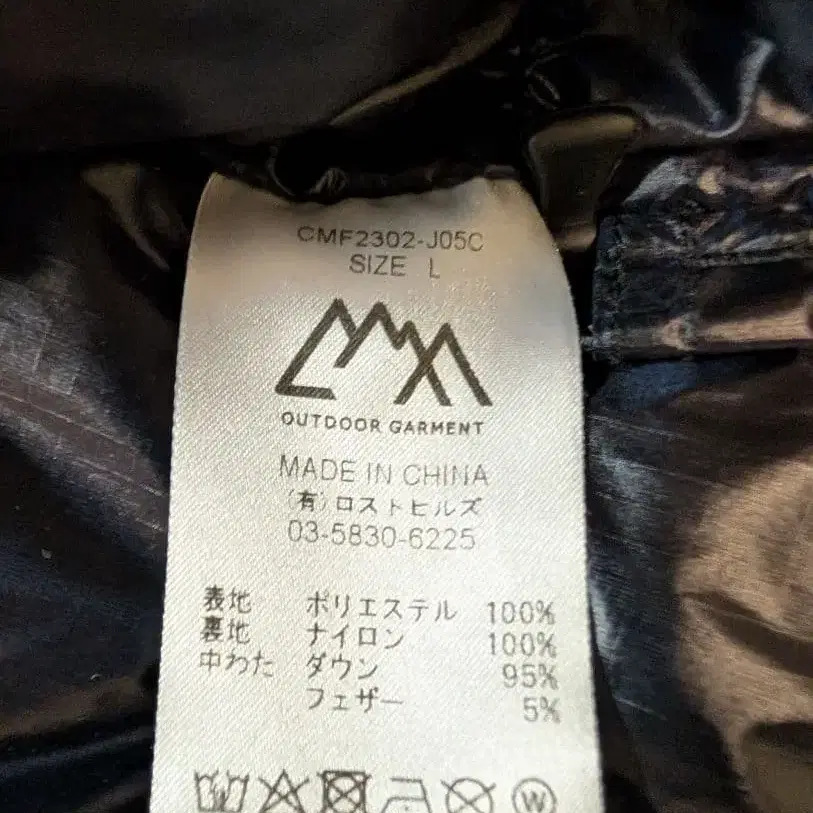 CMF2302-J05C
SIZE L
OUTDOOR GARMENT
MADE IN CHINA
(有)ロストヒルズ
03-5830-6225
表地 ポリエステル 100%
裏地 ナイロン 100%
中わた ダウン 95%
フェザー 5%
W